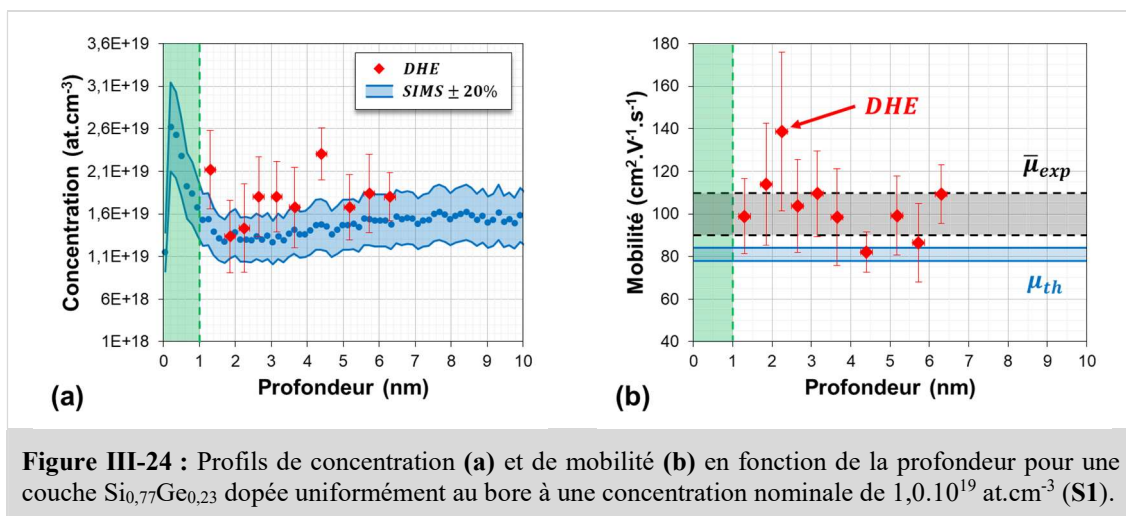 3,6E+19
3,1E+19
2,6E+19
2,1E+19
1,6E+19
1,1E+19
6E+18
1E+18
Concentration (at.cm-3)
DHE
SIMS ± 20%
0 1 2 3 4 5 6 7 8 9 10
Profondeur (nm)
(a)
180
160
140
120
100
80
60
40
Mobilité (cm2.V-1.s-1)
DHE
μ̅exp
μth
0 1 2 3 4 5 6 7 8 9 10
Profondeur (nm)
(b)
Figure III-24 : Profils de concentration (a) et de mobilité (b) en fonction de la profondeur pour une
couche Si0,77Ge0,23 dopée uniformément au bore à une concentration nominale de 1,0.10^19 at.cm-3 (S1).